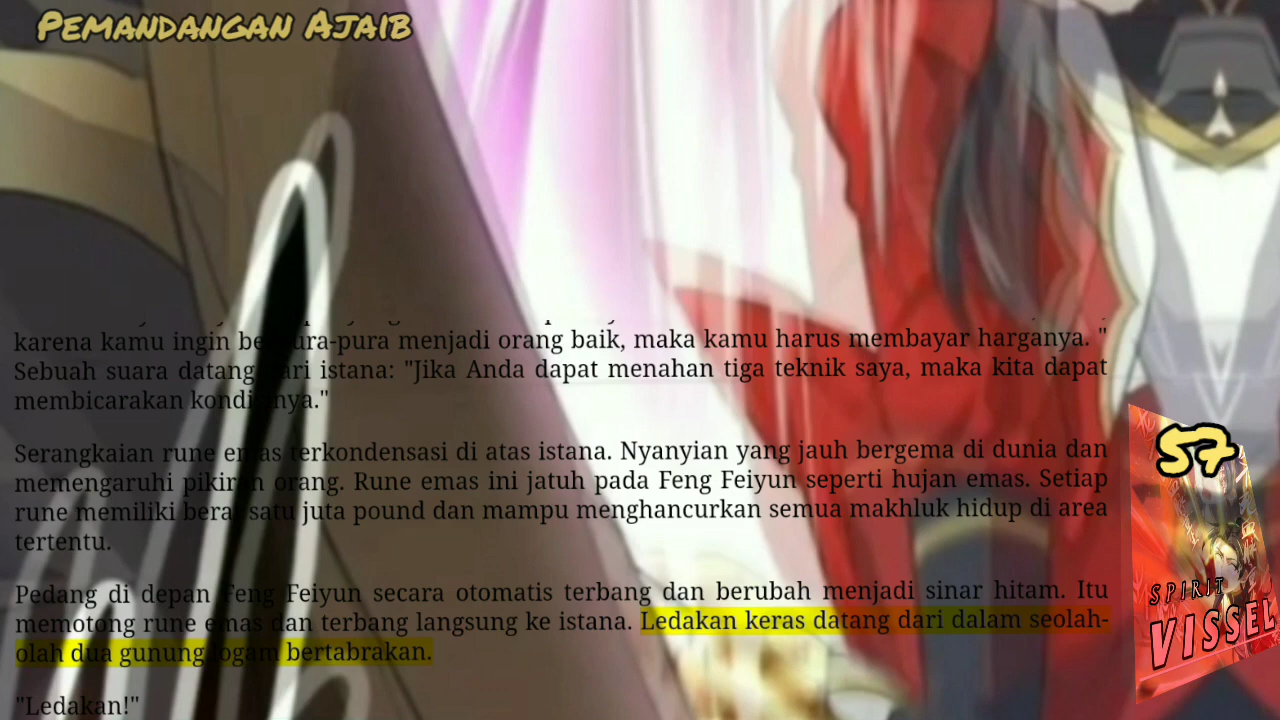 Pemandangan Ajaib
karena kamu ingin berpura-pura menjadi orang baik, maka kamu harus membayar harganya. "
Sebuah suara datang dari istana: "Jika Anda dapat menahan tiga teknik saya, maka kita dapat
membicarakan kondisinya."
Serangkaian rune emas terkondensasi di atas istana. Nyanyian yang jauh bergema di dunia dan
memengaruhi pikiran orang. Rune emas ini jatuh pada Feng Feiyun seperti hujan emas. Setiap
rune memiliki berat satu juta pound dan mampu menghancurkan semua makhluk hidup di area
tertentu.
Pedang di depan Feng Feiyun secara otomatis terbang dan berubah menjadi sinar hitam. Itu
memotong rune emas dan terbang langsung ke istana. Ledakan keras datang dari dalam seolah-
olah dua gunung logam bertabrakan.
"Ledakan!"
57
SPIRIT
VISSEL